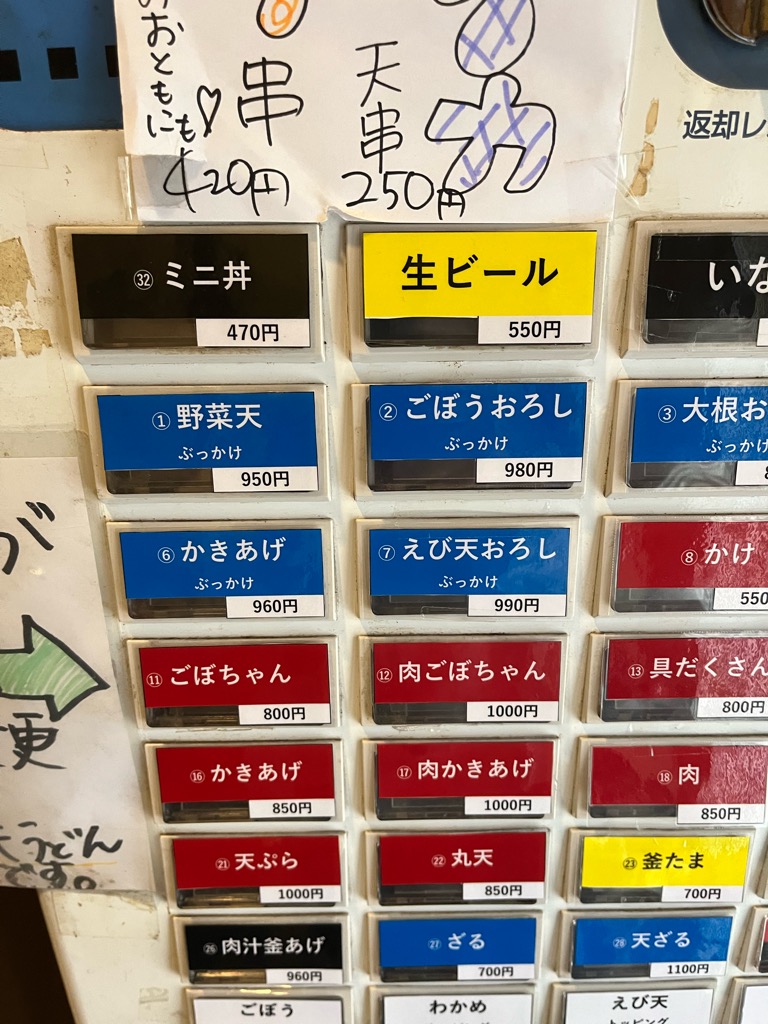 おともにも♡
串
420円
天串
250円
返却レ
㉜ミニ丼
470円
生ビール
550円
いな
①野菜天
ぶっかけ
950円
②ごぼうおろし
ぶっかけ
980円
③大根お
ぶっかけ
⑥かきあげ
ぶっかけ
960円
⑦えび天おろし
ぶっかけ
990円
⑧かけ
550
⑪ごぼちゃん
800円
⑫肉ごぼちゃん
1000円
⑬具だくさん
800円
⑯かきあげ
850円
⑰肉かきあげ
1000円
⑱肉
850円
㉑天ぷら
1000円
㉒丸天
850円
㉓釜たま
700円
㉖肉汁釜あげ
960円
㉗ざる
700円
㉘天ざる
1100円
ごぼう
わかめ
えび天
トッピング
が
更
うどん
です。